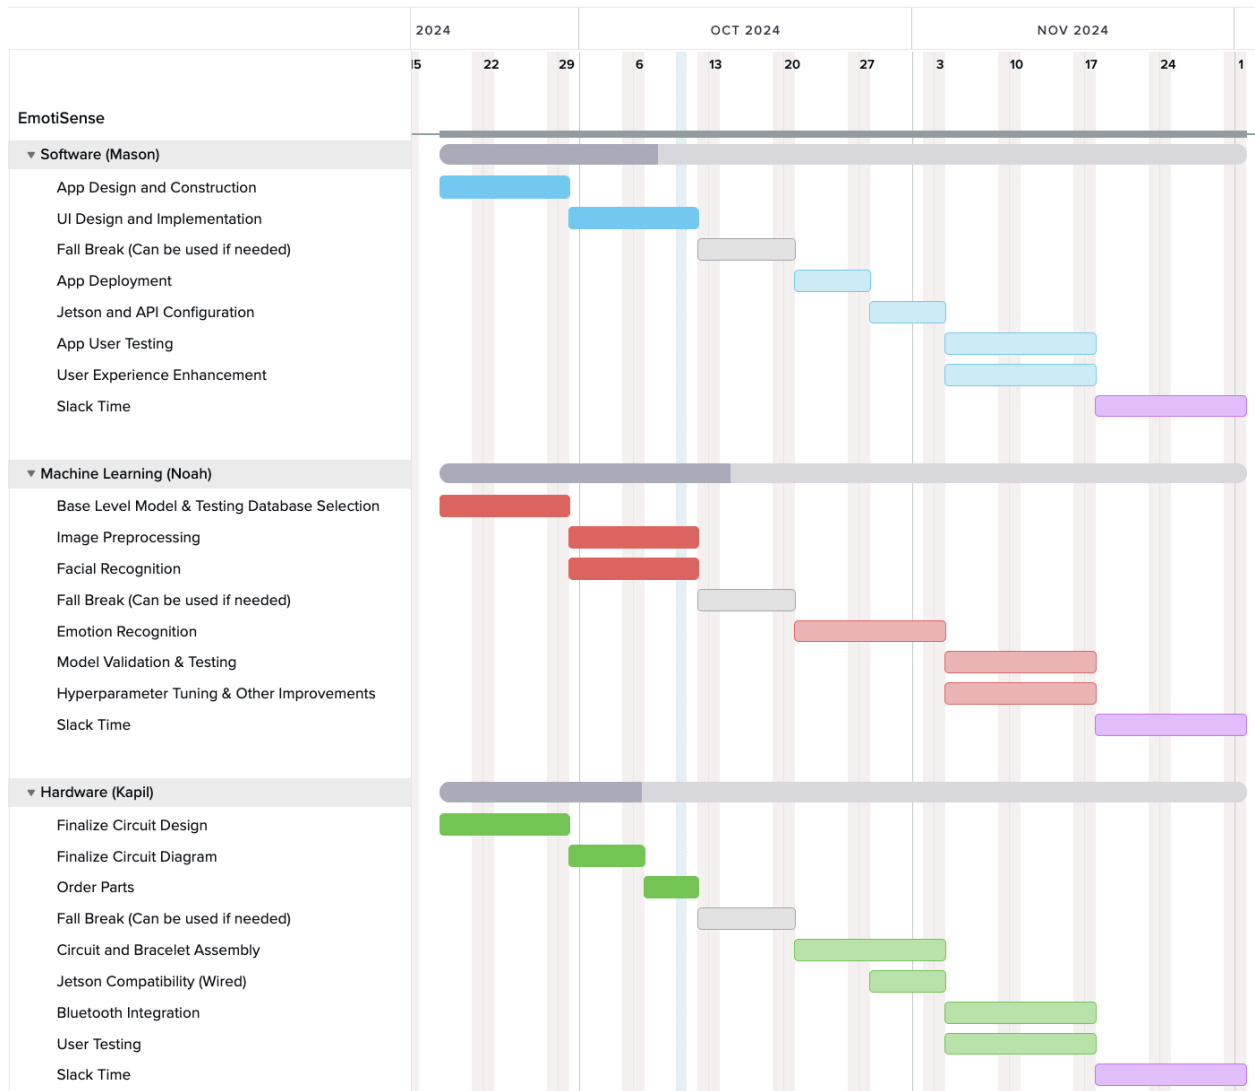 2024 OCT 2024 NOV 2024
15 22 29 6 13 20 27 3 10 17 24 1
EmotiSense
Software (Mason)
App Design and Construction
UI Design and Implementation
Fall Break (Can be used if needed)
App Deployment
Jetson and API Configuration
App User Testing
User Experience Enhancement
Slack Time
Machine Learning (Noah)
Base Level Model & Testing Database Selection
Image Preprocessing
Facial Recognition
Fall Break (Can be used if needed)
Emotion Recognition
Model Validation & Testing
Hyperparameter Tuning & Other Improvements
Slack Time
Hardware (Kapil)
Finalize Circuit Design
Finalize Circuit Diagram
Order Parts
Fall Break (Can be used if needed)
Circuit and Bracelet Assembly
Jetson Compatibility (Wired)
Bluetooth Integration
User Testing
Slack Time